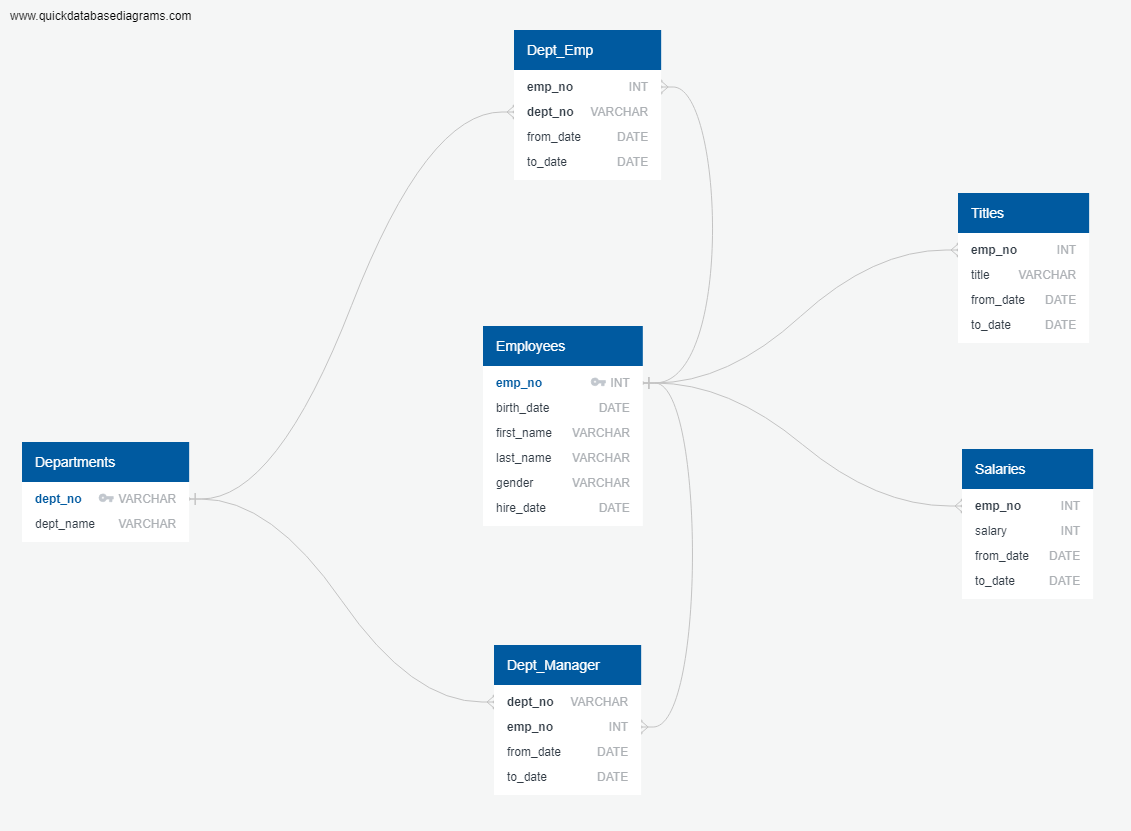 www.quickdatabasediagrams.com
Dept_Emp
emp_no INT
dept_no VARCHAR
from_date DATE
to_date DATE
Titles
emp_no INT
title VARCHAR
from_date DATE
to_date DATE
Employees
emp_no INT
birth_date DATE
first_name VARCHAR
last_name VARCHAR
gender VARCHAR
hire_date DATE
Departments
dept_no VARCHAR
dept_name VARCHAR
Salaries
emp_no INT
salary INT
from_date DATE
to_date DATE
Dept_Manager
dept_no VARCHAR
emp_no INT
from_date DATE
to_date DATE